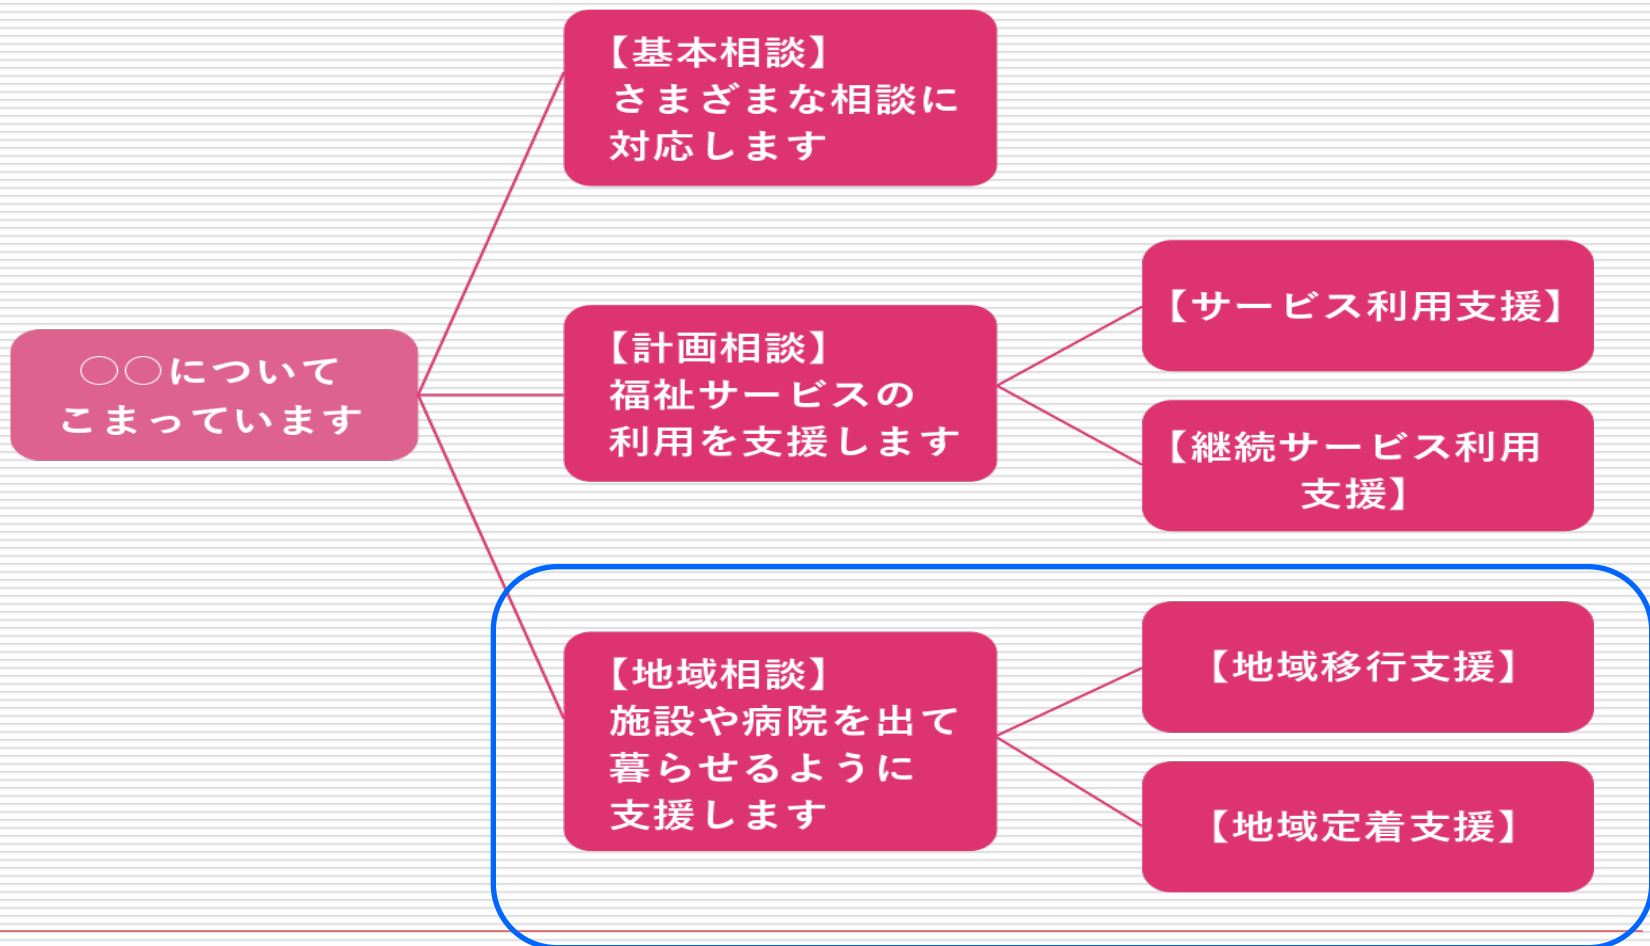 【基本相談】
さまざまな相談に
対応します
○○について
こまっています
【計画相談】
福祉サービスの
利用を支援します
【サービス利用支援】
【継続サービス利用
支援】
【地域相談】
施設や病院を出て
暮らせるように
支援します
【地域移行支援】
【地域定着支援】